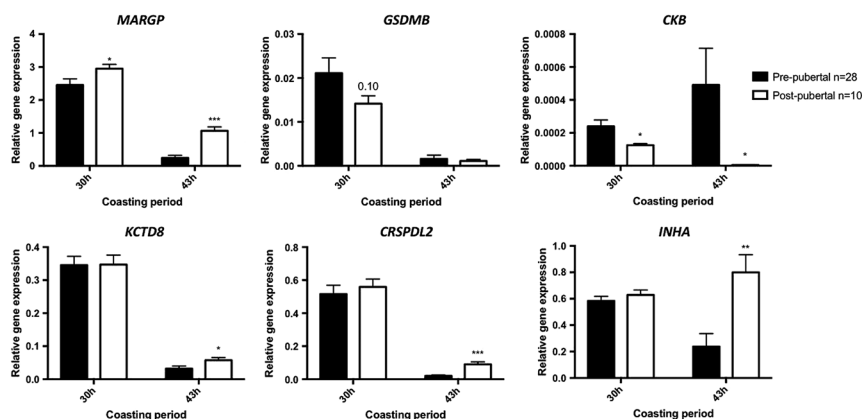 MARGP
GSDMB
CKB
Relative gene expression
4
3
2
1
0
*
***
30h
43h
Coasting period
Relative gene expression
0.03
0.02
0.01
0.00
0.10
30h
43h
Coasting period
Relative gene expression
0.0008
0.0006
0.0004
0.0002
0.0000
*
*
30h
43h
Coasting period
Pre-pubertal n=28
Post-pubertal n=10
KCTD8
CRSPDL2
INHA
Relative gene expression
0.4
0.3
0.2
0.1
0.0
*
30h
43h
Coasting period
Relative gene expression
0.8
0.6
0.4
0.2
0.0
***
30h
43h
Coasting period
Relative gene expression
1.0
0.8
0.6
0.4
0.2
0.0
**
30h
43h
Coasting period